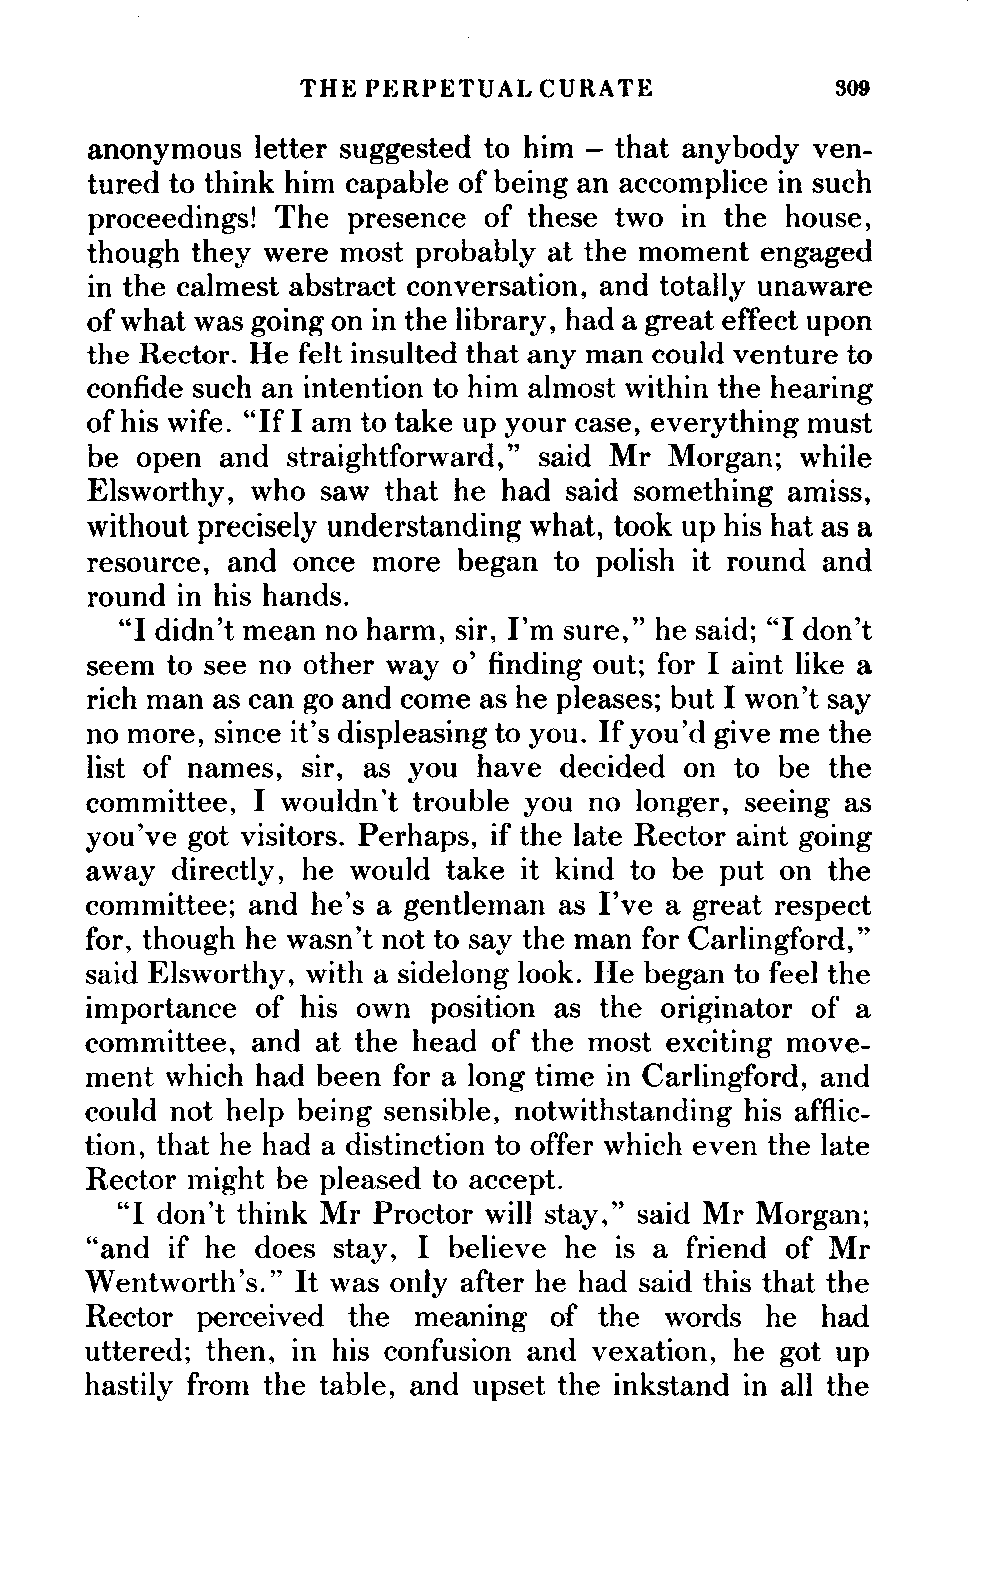 THE PERPETUAL CURATE 309
anonymous letter suggested to him – that anybody ven-
tured to think him capable of being an accomplice in such
proceedings! The presence of these two in the house,
though they were most probably at the moment engaged
in the calmest abstract conversation, and totally unaware
of what was going on in the library, had a great effect upon
the Rector. He felt insulted that any man could venture to
confide such an intention to him almost within the hearing
of his wife. “If I am to take up your case, everything must
be open and straightforward,” said Mr Morgan; while
Elsworthy, who saw that he had said something amiss,
without precisely understanding what, took up his hat as a
resource, and once more began to polish it round and
round in his hands.
“I didn’t mean no harm, sir, I’m sure,” he said; “I don’t
seem to see no other way o’ finding out; for I aint like a
rich man as can go and come as he pleases; but I won’t say
no more, since it’s displeasing to you. If you’d give me the
list of names, sir, as you have decided on to be the
committee, I wouldn’t trouble you no longer, seeing as
you’ve got visitors. Perhaps, if the late Rector aint going
away directly, he would take it kind to be put on the
committee; and he’s a gentleman as I’ve a great respect
for, though he wasn’t not to say the man for Carlingford,”
said Elsworthy, with a sidelong look. He began to feel the
importance of his own position as the originator of a
committee, and at the head of the most exciting move-
ment which had been for a long time in Carlingford, and
could not help being sensible, notwithstanding his afflic-
tion, that he had a distinction to offer which even the late
Rector might be pleased to accept.
“I don’t think Mr Proctor will stay,” said Mr Morgan;
“and if he does stay, I believe he is a friend of Mr
Wentworth’s.” It was only after he had said this that the
Rector perceived the meaning of the words he had
uttered; then, in his confusion and vexation, he got up
hastily from the table, and upset the inkstand in all the